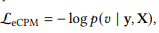 ℒ_eCPM = − log p(v | y, X),